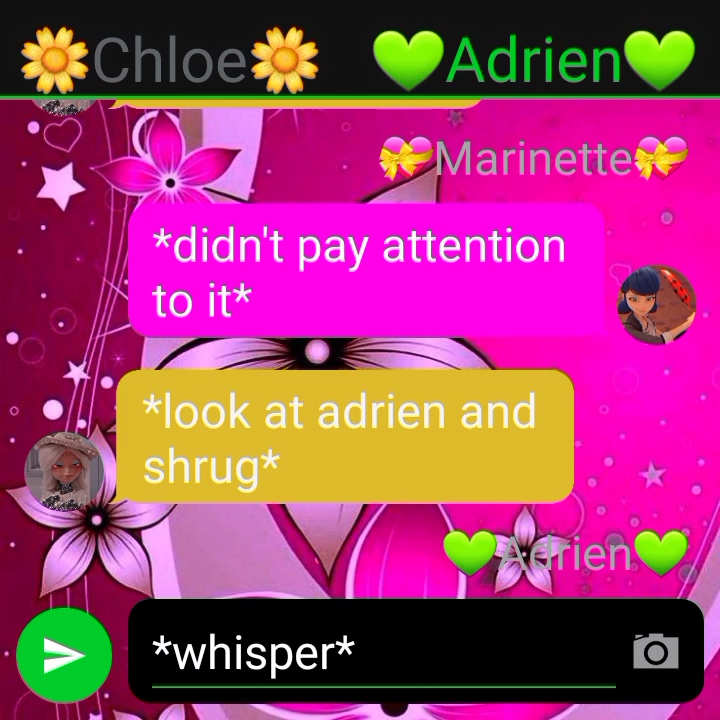 🌼Chloe🌼 💚Adrien💚
💝Marinette💝
*didn't pay attention
to it*
*look at adrien and
shrug*
💚Adrien💚
*whisper*